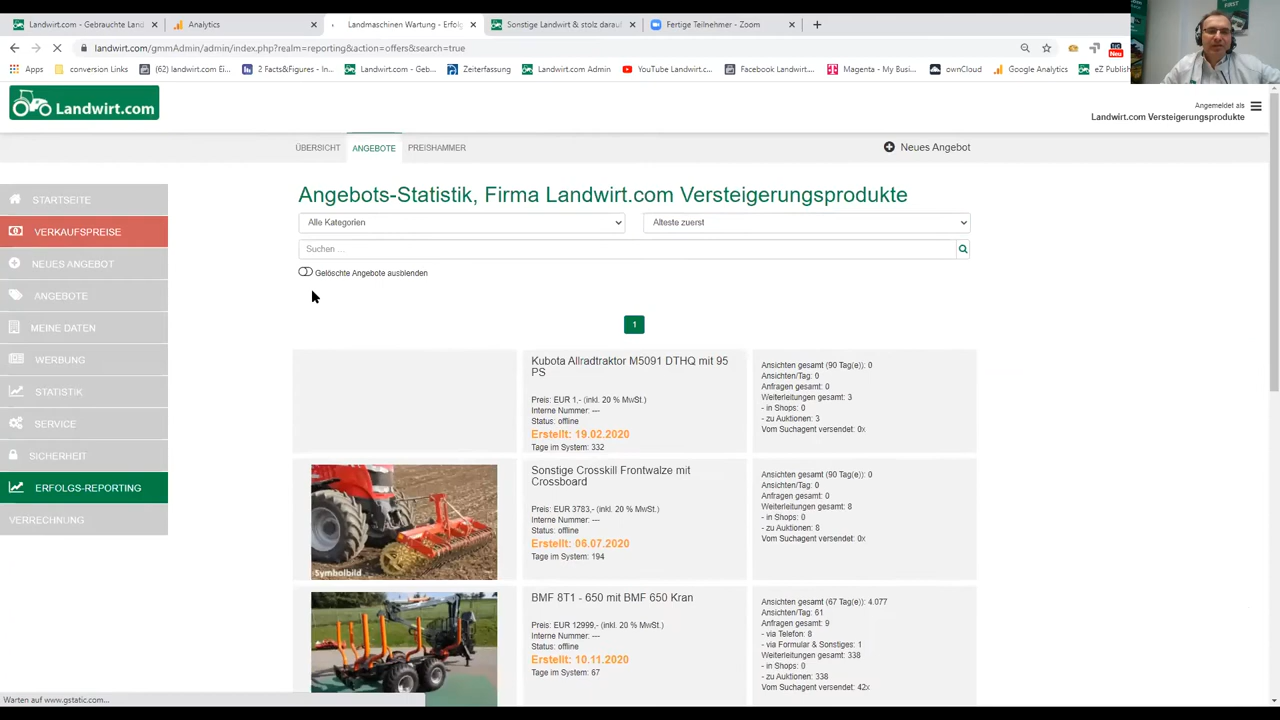 Landwirt.com - Gebrauchte Land
Analytics
Landmaschinen Wartung - Erfolg
Sonstige Landwirt & stolz darauf
Fertige Teilnehmer - Zoom
landwirt.com/gmmAdmin/admin/index.php?realm=reporting&action=offers&search=true
Neu
FIRST
Apps
conversion Links
(62) landwirt.com Ei...
2 Facts&Figures - In...
Landwirt.com - Ge...
Zeiterfassung
Landwirt.com Admin
YouTube Landwirt.c...
Facebook Landwirt...
Magenta - My Busi...
ownCloud
Google Analytics
eZ Publish
Landwirt.com
Angemeldet als
Landwirt.com Versteigerungsprodukte
ÜBERSICHT
ANGEBOTE
PREISHAMMER
Neues Angebot
STARTSEITE
VERKAUFSPREISE
NEUES ANGEBOT
ANGEBOTE
MEINE DATEN
WERBUNG
STATISTIK
SERVICE
SICHERHEIT
ERFOLGS-REPORTING
VERRECHNUNG
Angebots-Statistik, Firma Landwirt.com Versteigerungsprodukte
Alle Kategorien
Älteste zuerst
Suchen ...
Gelöschte Angebote ausblenden
1
Kubota Allradtraktor M5091 DTHQ mit 95
PS
Preis: EUR 1,- (inkl. 20 % MwSt.)
Interne Nummer: ---
Status: offline
Erstellt: 19.02.2020
Tage im System: 332
Ansichten gesamt (90 Tag(e)): 0
Ansichten/Tag: 0
Anfragen gesamt: 0
Weiterleitungen gesamt: 3
- in Shops: 0
- zu Auktionen: 3
Vom Suchagent versendet: 0x
Symbolbild
Sonstige Crosskill Frontwalze mit
Crossboard
Preis: EUR 3783,- (inkl. 20 % MwSt.)
Interne Nummer: ---
Status: offline
Erstellt: 06.07.2020
Tage im System: 194
Ansichten gesamt (90 Tag(e)): 0
Ansichten/Tag: 0
Anfragen gesamt: 0
Weiterleitungen gesamt: 8
- in Shops: 0
- zu Auktionen: 8
Vom Suchagent versendet: 0x
BMF 8T1 - 650 mit BMF 650 Kran
Preis: EUR 12999,- (inkl. 20 % MwSt.)
Interne Nummer: ---
Status: offline
Erstellt: 10.11.2020
Tage im System: 67
Ansichten gesamt (67 Tag(e)): 4.077
Ansichten/Tag: 61
Anfragen gesamt: 9
- via Telefon: 8
- via Formular & Sonstiges: 1
Weiterleitungen gesamt: 338
- in Shops: 0
- zu Auktionen: 338
Vom Suchagent versendet: 42x
Warten auf www.gstatic.com...